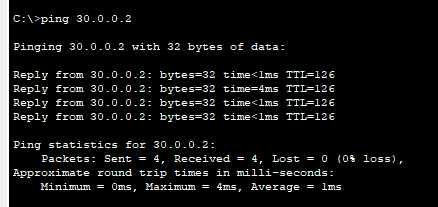 C:\>ping 30.0.0.2
Pinging 30.0.0.2 with 32 bytes of data:
Reply from 30.0.0.2: bytes=32 time<1ms TTL=126
Reply from 30.0.0.2: bytes=32 time=4ms TTL=126
Reply from 30.0.0.2: bytes=32 time<1ms TTL=126
Reply from 30.0.0.2: bytes=32 time<1ms TTL=126
Ping statistics for 30.0.0.2:
Packets: Sent = 4, Received = 4, Lost = 0 (0% loss),
Approximate round trip times in milli-seconds:
Minimum = 0ms, Maximum = 4ms, Average = 1ms